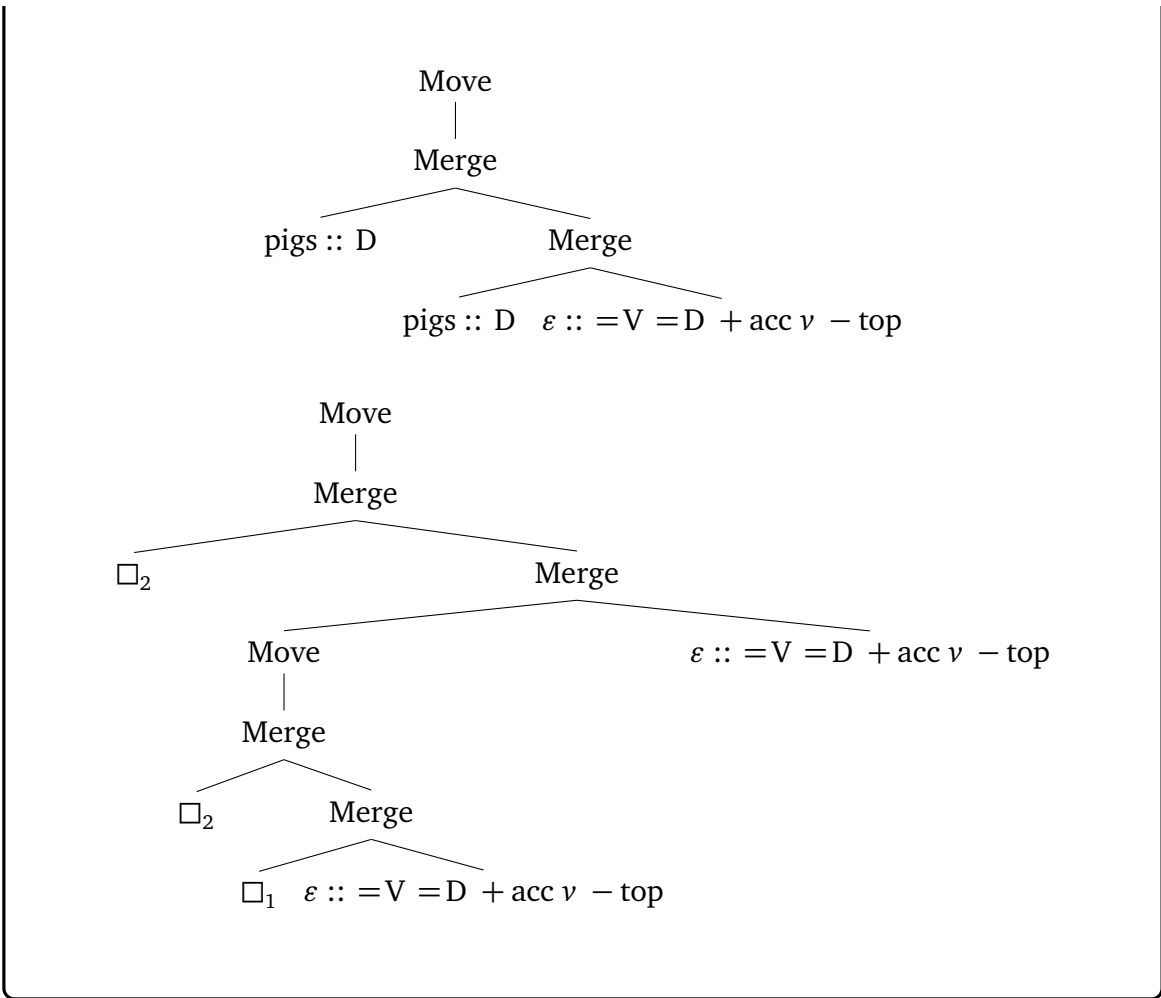 Move
Merge
pigs :: D Merge
pigs :: D ε :: =V =D +acc v −top
Move
Merge
□₂ Merge
Move ε :: =V =D +acc v −top
Merge
□₂ Merge
□₁ ε :: =V =D +acc v −top